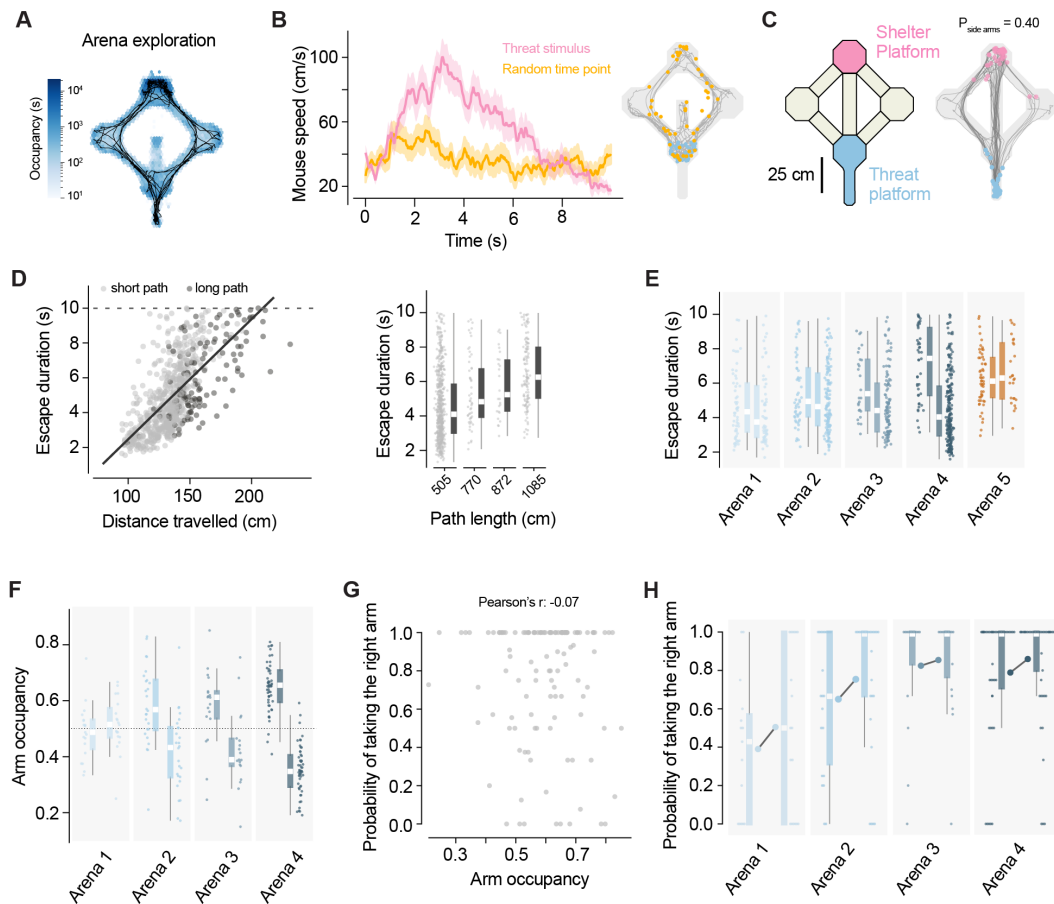 A
Arena exploration
Occupancy (s)
10⁴
10³
10²
10¹
B
Mouse speed (cm/s)
100
60
20
0
2
4
6
8
Time (s)
Threat stimulus
Random time point
C
P side arms = 0.40
Shelter
Platform
25 cm
Threat
platform
D
short path
long path
Escape duration (s)
10
8
6
4
2
100
150
200
Distance travelled (cm)
Escape duration (s)
10
8
6
4
2
505
770
872
1085
Path length (cm)
E
Escape duration (s)
10
8
6
4
2
Arena 1
Arena 2
Arena 3
Arena 4
Arena 5
F
Arm occupancy
0.8
0.6
0.4
0.2
Arena 1
Arena 2
Arena 3
Arena 4
G
Pearson's r: -0.07
Probability of taking the right arm
1.0
0.8
0.6
0.4
0.2
0.0
0.3
0.5
0.7
Arm occupancy
H
Probability of taking the right arm
1.0
0.8
0.6
0.4
0.2
0.0
Arena 1
Arena 2
Arena 3
Arena 4